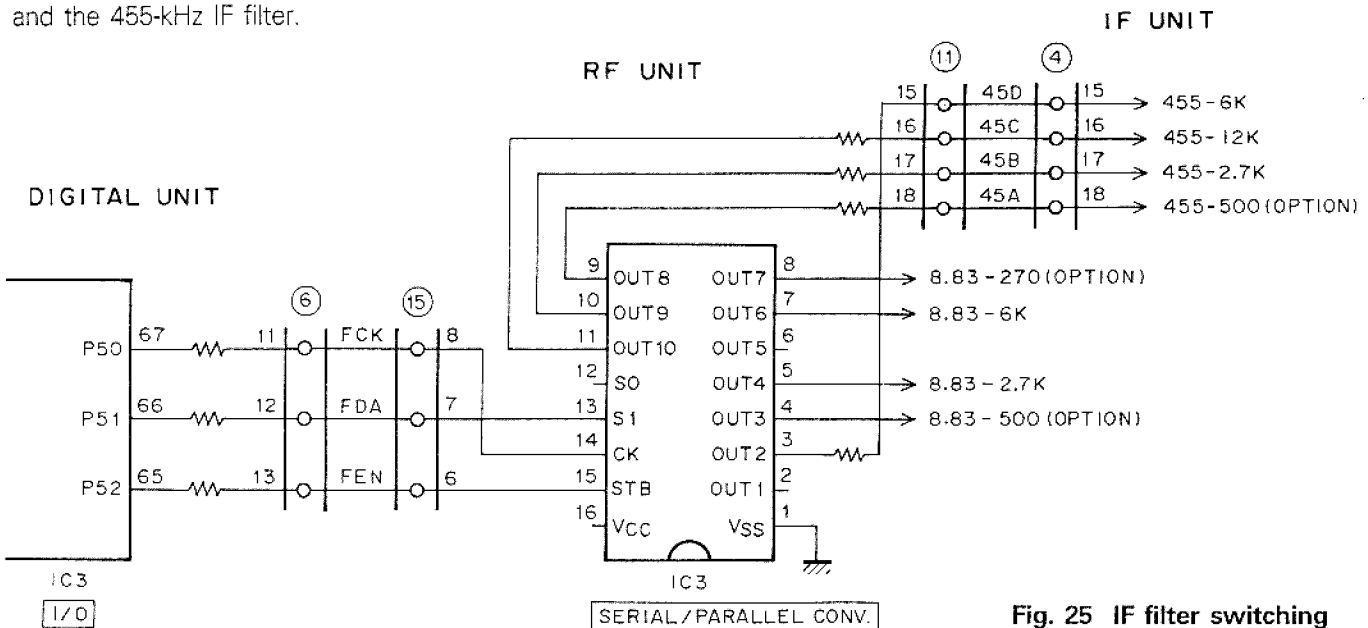 and the 455-kHz IF filter.
IF UNIT
RF UNIT
11
4
15 45D 15 455-6K
16 45C 16 455-12K
17 45B 17 455-2.7K
18 45A 18 455-500(OPTION)
DIGITAL UNIT
9 OUT8 OUT7 8 8.83-270(OPTION)
6 15
10 OUT9 OUT6 7 8.83-6K
P50 67 11 FCK 8
11 OUT10 OUT5 6
12 SO OUT4 5 8.83-2.7K
P51 66 12 FDA 7
13 S1 OUT3 4 8.83-500(OPTION)
14 CK OUT2 3
P52 65 13 FEN 6
15 STB OUT1 2
16 VCC VSS 1
IC3
I/O
IC3
SERIAL/PARALLEL CONV.
Fig. 25 IF filter switching